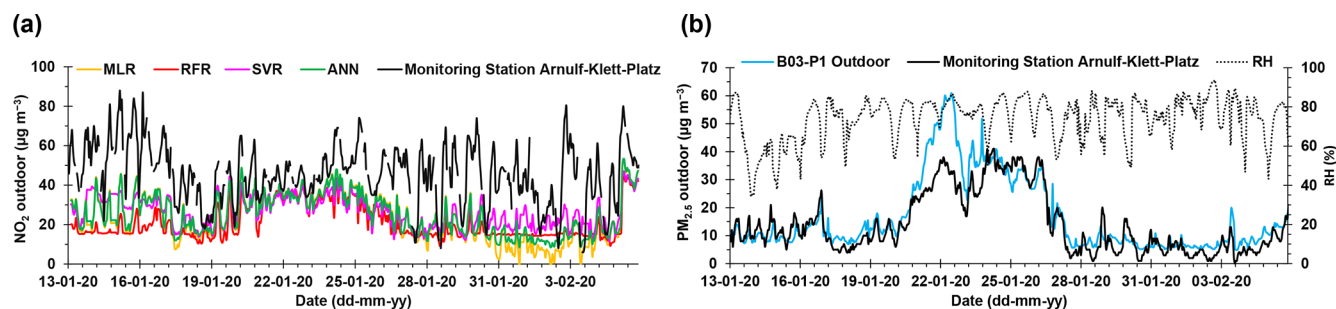 (a)
MLR RFR SVR ANN Monitoring Station Arnulf-Klett-Platz
NO2 outdoor (µg m−3)
100
80
60
40
20
0
13-01-20 16-01-20 19-01-20 22-01-20 25-01-20 28-01-20 31-01-20 3-02-20
Date (dd-mm-yy)
(b)
B03-P1 Outdoor Monitoring Station Arnulf-Klett-Platz RH
PM2.5 outdoor (µg m−3)
70
60
50
40
30
20
10
0
100
80
60
40
20
0
RH (%)
13-01-20 16-01-20 19-01-20 22-01-20 25-01-20 28-01-20 31-01-20 03-02-20
Date (dd-mm-yy)